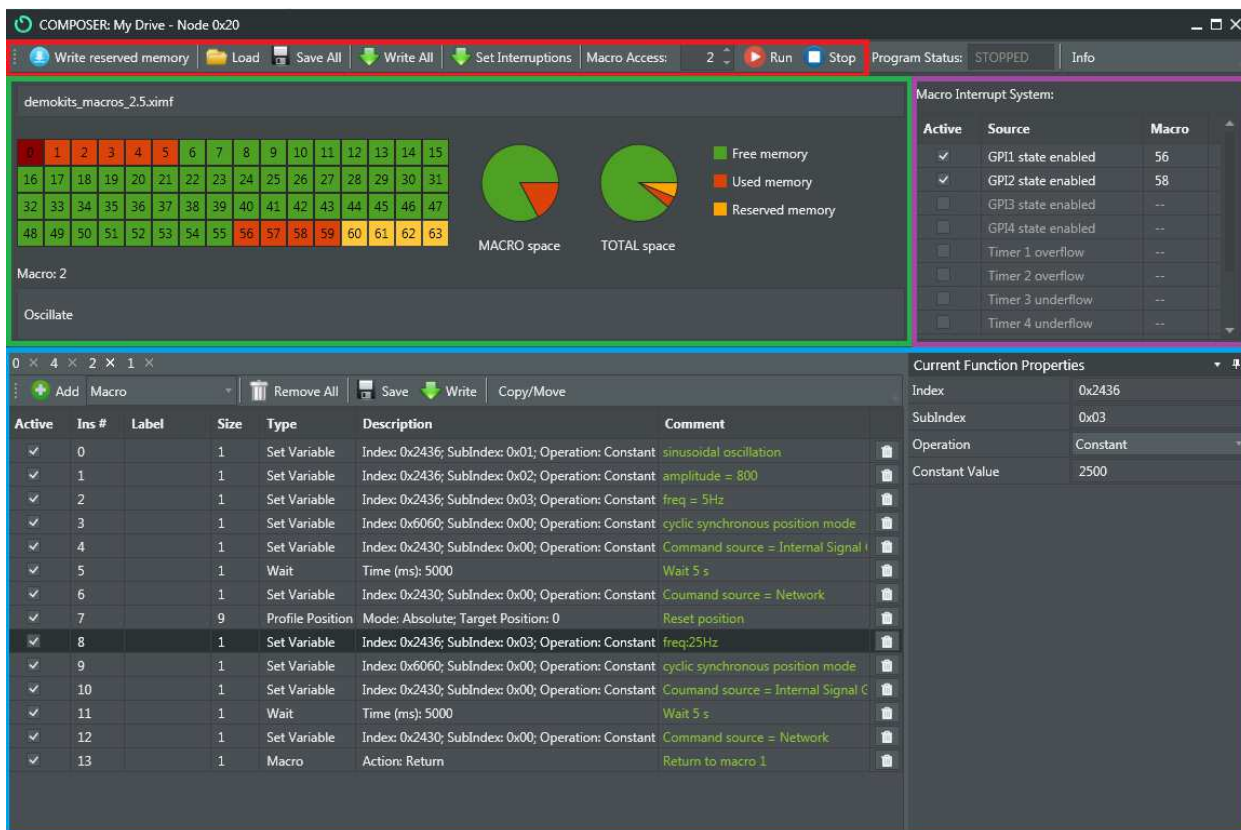 COMPOSER: My Drive - Node 0x20
Write reserved memory Load Save All Write All Set Interruptions Macro Access: 2 Run Stop Program Status: STOPPED Info
demokits_macros_2.5.ximf
0 1 2 3 4 5 6 7 8 9 10 11 12 13 14 15
16 17 18 19 20 21 22 23 24 25 26 27 28 29 30 31
32 33 34 35 36 37 38 39 40 41 42 43 44 45 46 47
48 49 50 51 52 53 54 55 56 57 58 59 60 61 62 63
MACRO space
TOTAL space
Free memory
Used memory
Reserved memory
Macro: 2
Oscillate
Macro Interrupt System:
Active Source Macro
GPI1 state enabled 56
GPI2 state enabled 58
GPI3 state enabled --
GPI4 state enabled --
Timer 1 overflow --
Timer 2 overflow --
Timer 3 underflow --
Timer 4 underflow --
0 × 4 × 2 × 1 ×
Add Macro Remove All Save Write Copy/Move
Active Ins # Label Size Type Description Comment
0 1 Set Variable Index: 0x2436; SubIndex: 0x01; Operation: Constant sinusoidal oscillation
1 1 Set Variable Index: 0x2436; SubIndex: 0x02; Operation: Constant amplitude = 800
2 1 Set Variable Index: 0x2436; SubIndex: 0x03; Operation: Constant freq = 5Hz
3 1 Set Variable Index: 0x6060; SubIndex: 0x00; Operation: Constant cyclic synchronous position mode
4 1 Set Variable Index: 0x2430; SubIndex: 0x00; Operation: Constant Command source = Internal Signal
5 1 Wait Time (ms): 5000 Wait 5 s
6 1 Set Variable Index: 0x2430; SubIndex: 0x00; Operation: Constant Coumand source = Network
7 9 Profile Position Mode: Absolute; Target Position: 0 Reset position
8 1 Set Variable Index: 0x2436; SubIndex: 0x03; Operation: Constant freq:25Hz
9 1 Set Variable Index: 0x6060; SubIndex: 0x00; Operation: Constant cyclic synchronous position mode
10 1 Set Variable Index: 0x2430; SubIndex: 0x00; Operation: Constant Coumand source = Internal Signal G
11 1 Wait Time (ms): 5000 Wait 5 s
12 1 Set Variable Index: 0x2430; SubIndex: 0x00; Operation: Constant Command source = Network
13 1 Macro Action: Return Return to macro 1
Current Function Properties
Index 0x2436
SubIndex 0x03
Operation Constant
Constant Value 2500